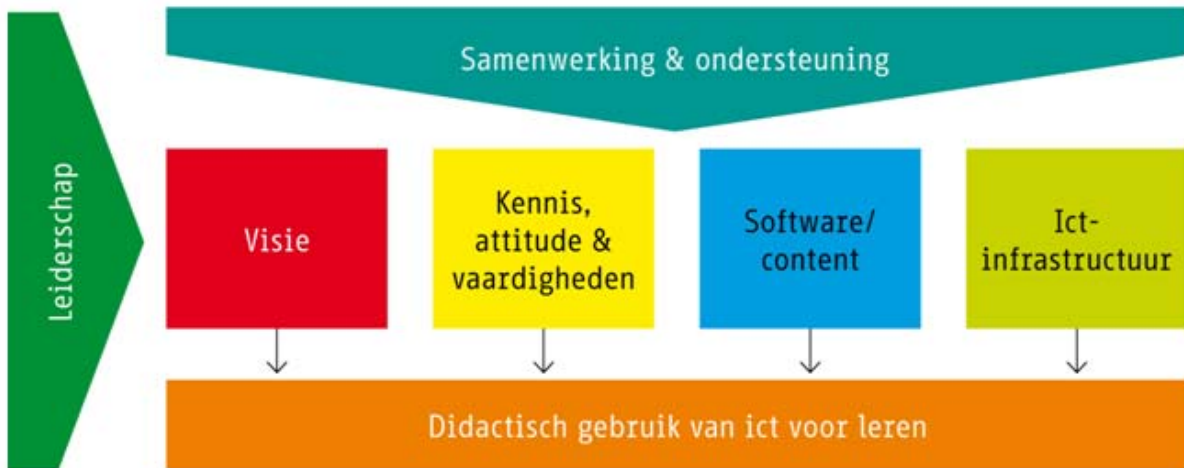 Leiderschap
Samenwerking & ondersteuning
Visie
Kennis,
attitude &
vaardigheden
Software/
content
Ict-
infrastructuur
Didactisch gebruik van ict voor leren